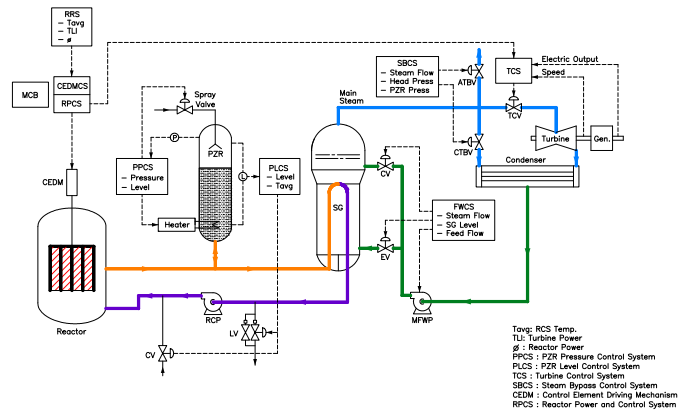 RRS
– Tavg
– TLI
– ø
MCB
CEDMCS
RPCS
CEDM
Reactor
Spray
Valve
P
PZR
L
PPCS
– Pressure
– Level
PLCS
– Level
– Tavg
Heater
RCP
LV
CV
Main
Steam
SG
CV
EV
SBCS
– Steam Flow
– Head Press
– PZR Press
ATBV
CTBV
TCS
Electric Output
Speed
TCV
Turbine
Gen.
Condenser
FWCS
– Steam Flow
– SG Level
– Feed Flow
MFWP
Tavg: RCS Temp.
TLI: Turbine Power
ø : Reactor Power
PPCS : PZR Pressure Control System
PLCS : PZR Level Control System
TCS : Turbine Control System
SBCS : Steam Bypass Control System
CEDM : Control Element Driving Mechanism
RPCS : Reactor Power and Control System